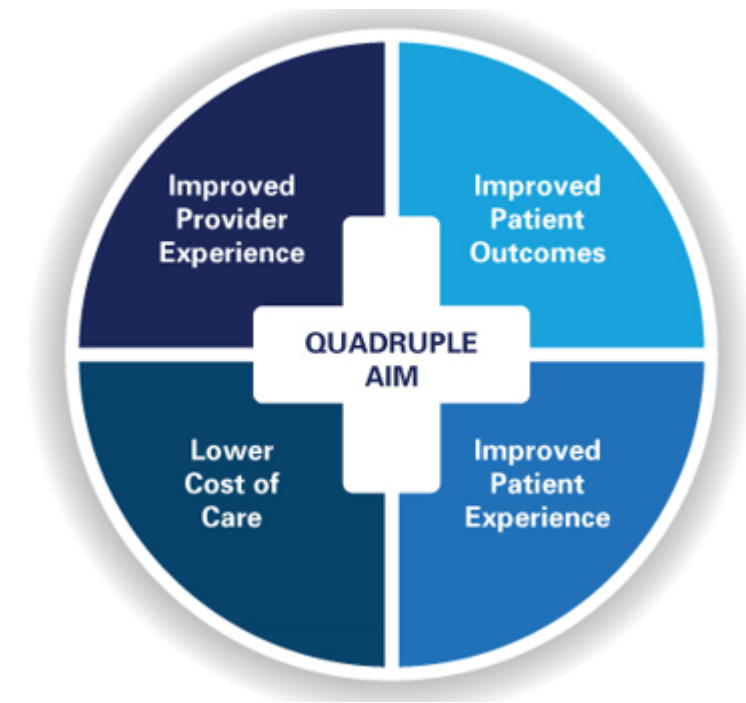 Improved
Provider
Experience
Improved
Patient
Outcomes
QUADRUPLE
AIM
Lower
Cost of
Care
Improved
Patient
Experience